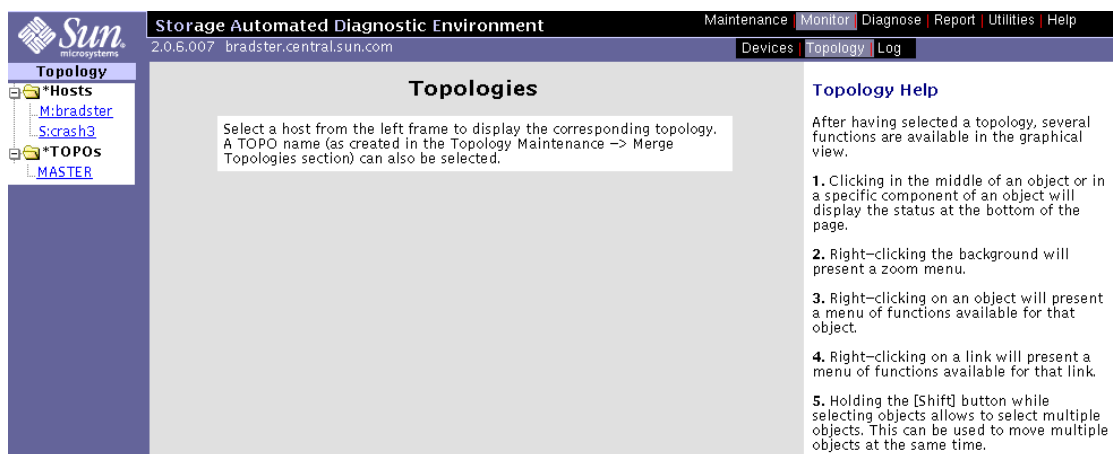 Sun
microsystems
Storage Automated Diagnostic Environment
Maintenance | Monitor | Diagnose | Report | Utilities | Help
2.0.6.007 bradster.central.sun.com
Devices | Topology | Log
Topology
*Hosts
M:bradster
S:crash3
*TOPOs
MASTER
Topologies
Select a host from the left frame to display the corresponding topology.
A TOPO name (as created in the Topology Maintenance -> Merge
Topologies section) can also be selected.
Topology Help
After having selected a topology, several
functions are available in the graphical
view.
1. Clicking in the middle of an object or in
a specific component of an object will
display the status at the bottom of the
page.
2. Right-clicking the background will
present a zoom menu.
3. Right-clicking on an object will present
a menu of functions available for that
object.
4. Right-clicking on a link will present a
menu of functions available for that link.
5. Holding the [Shift] button while
selecting objects allows to select multiple
objects. This can be used to move multiple
objects at the same time.